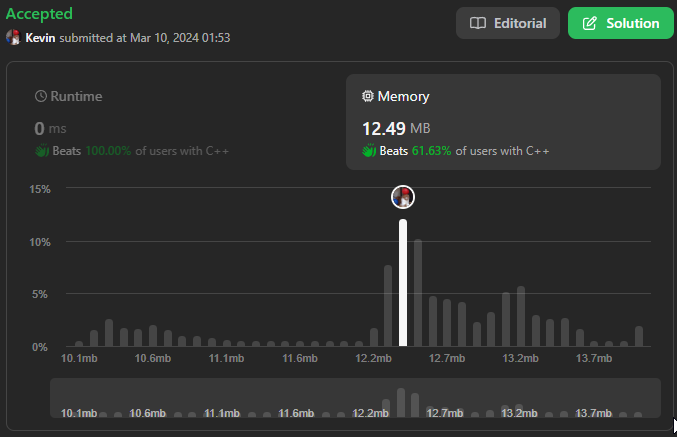 Accepted
Kevin submitted at Mar 10, 2024 01:53
Editorial
Solution
Runtime
0 ms
Beats 100.00% of users with C++
Memory
12.49 MB
Beats 61.63% of users with C++
15%
10%
5%
0%
10.1mb 10.6mb 11.1mb 11.6mb 12.2mb 12.7mb 13.2mb 13.7mb
10.1mb 10.6mb 11.1mb 11.6mb 12.2mb 12.7mb 13.2mb 13.7mb